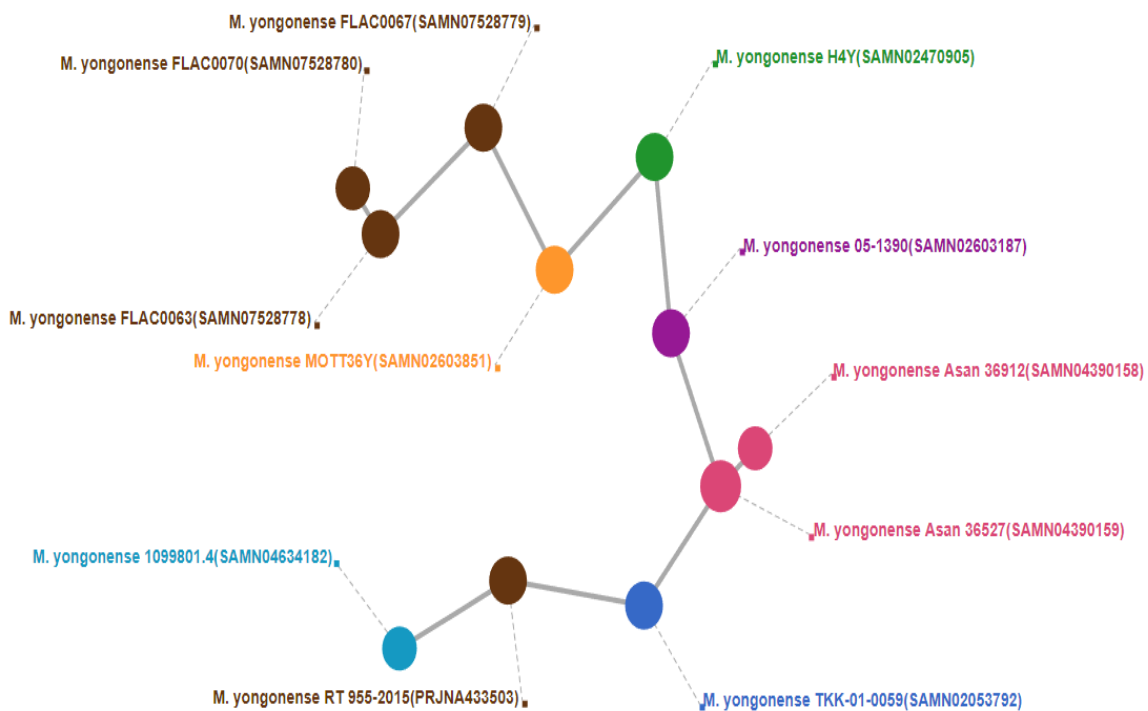 M. yongonense FLAC0067(SAMN07528779)
M. yongonense FLAC0070(SAMN07528780)
M. yongonense H4Y(SAMN02470905)
M. yongonense 05-1390(SAMN02603187)
M. yongonense FLAC0063(SAMN07528778)
M. yongonense MOTT36Y(SAMN02603851)
M. yongonense Asan 36912(SAMN04390158)
M. yongonense Asan 36527(SAMN04390159)
M. yongonense 1099801.4(SAMN04634182)
M. yongonense RT 955-2015(PRJNA433503)
M. yongonense TKK-01-0059(SAMN02053792)